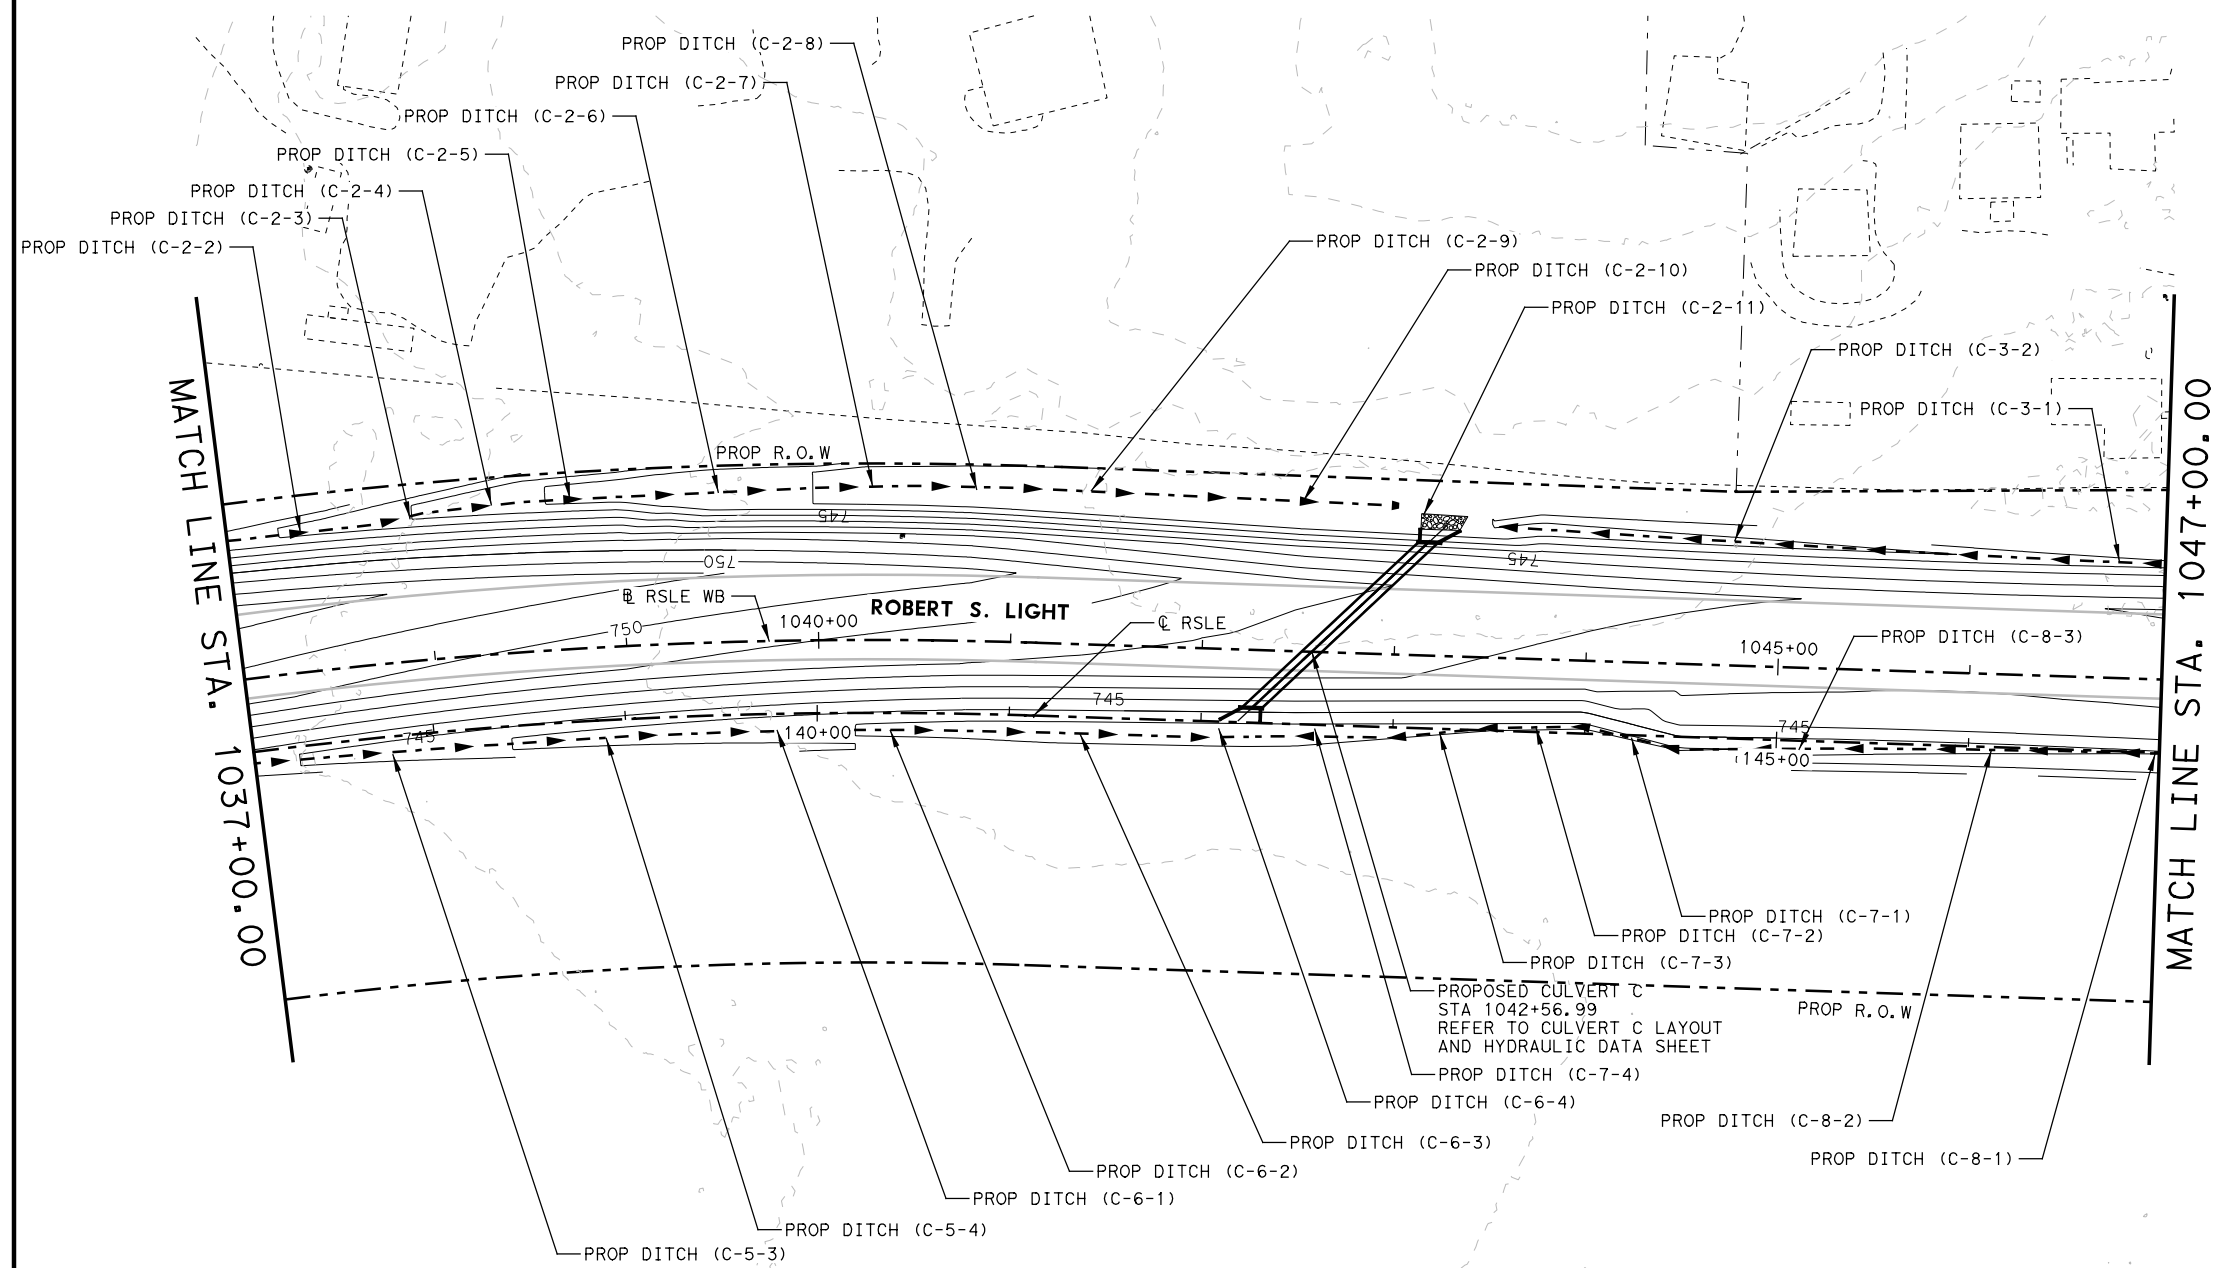 PROP DITCH (C-2-8)
PROP DITCH (C-2-7)
PROP DITCH (C-2-6)
PROP DITCH (C-2-5)
PROP DITCH (C-2-4)
PROP DITCH (C-2-3)
PROP DITCH (C-2-2)
PROP DITCH (C-2-9)
PROP DITCH (C-2-10)
PROP DITCH (C-2-11)
PROP DITCH (C-3-2)
PROP DITCH (C-3-1)
MATCH LINE STA. 1037+00.00
MATCH LINE STA. 1047+00.00
PROP R.O.W
745
750
745
℄ RSLE WB
ROBERT S. LIGHT
750
1040+00
℄ RSLE
1045+00
PROP DITCH (C-8-3)
745
745
745
140+00
145+00
PROP DITCH (C-7-1)
PROP DITCH (C-7-2)
PROP DITCH (C-7-3)
PROPOSED CULVERT C
STA 1042+56.99
REFER TO CULVERT C LAYOUT
AND HYDRAULIC DATA SHEET
PROP R.O.W
PROP DITCH (C-7-4)
PROP DITCH (C-6-4)
PROP DITCH (C-8-2)
PROP DITCH (C-6-3)
PROP DITCH (C-8-1)
PROP DITCH (C-6-2)
PROP DITCH (C-6-1)
PROP DITCH (C-5-4)
PROP DITCH (C-5-3)